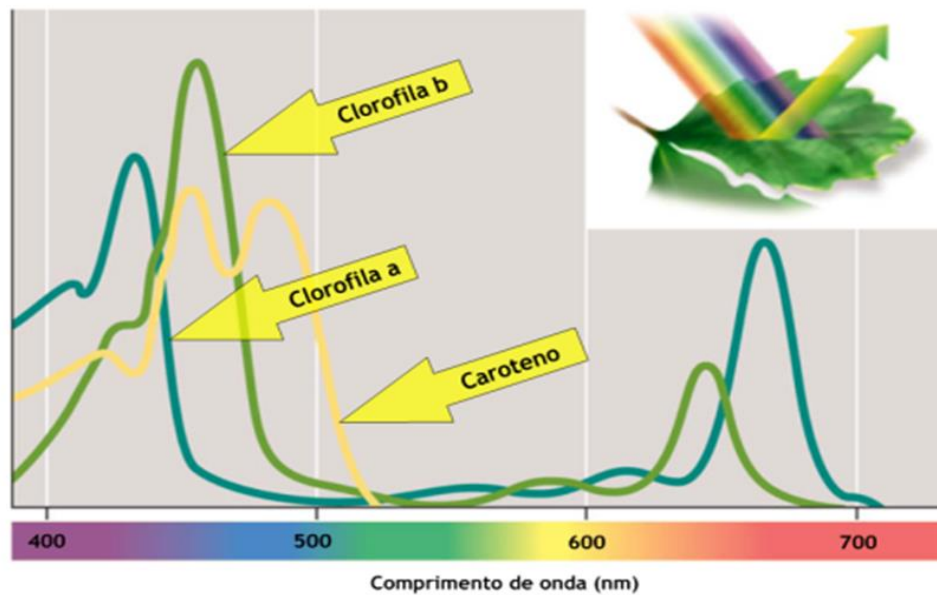 Clorofila b
Clorofila a
Caroteno
400 500 600 700
Comprimento de onda (nm)